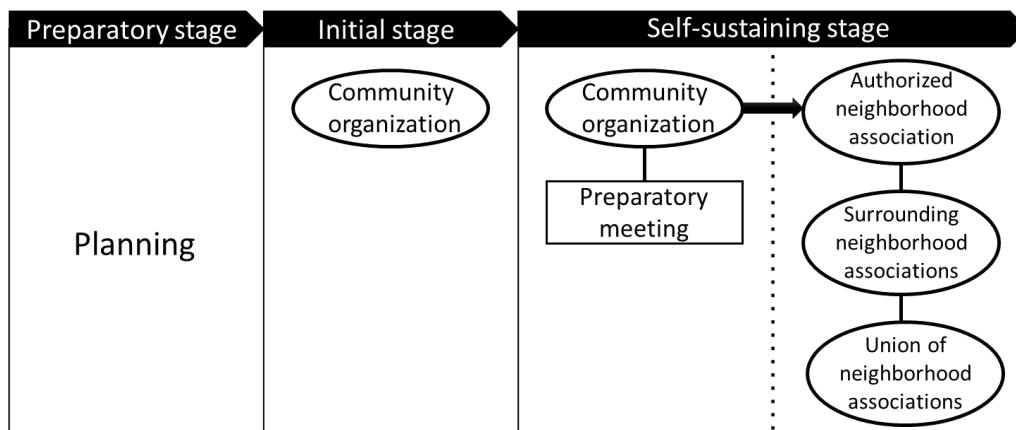 Preparatory stage
Initial stage
Self-sustaining stage
Planning
Community
organization
Community
organization
Preparatory
meeting
Authorized
neighborhood
association
Surrounding
neighborhood
associations
Union of
neighborhood
associations